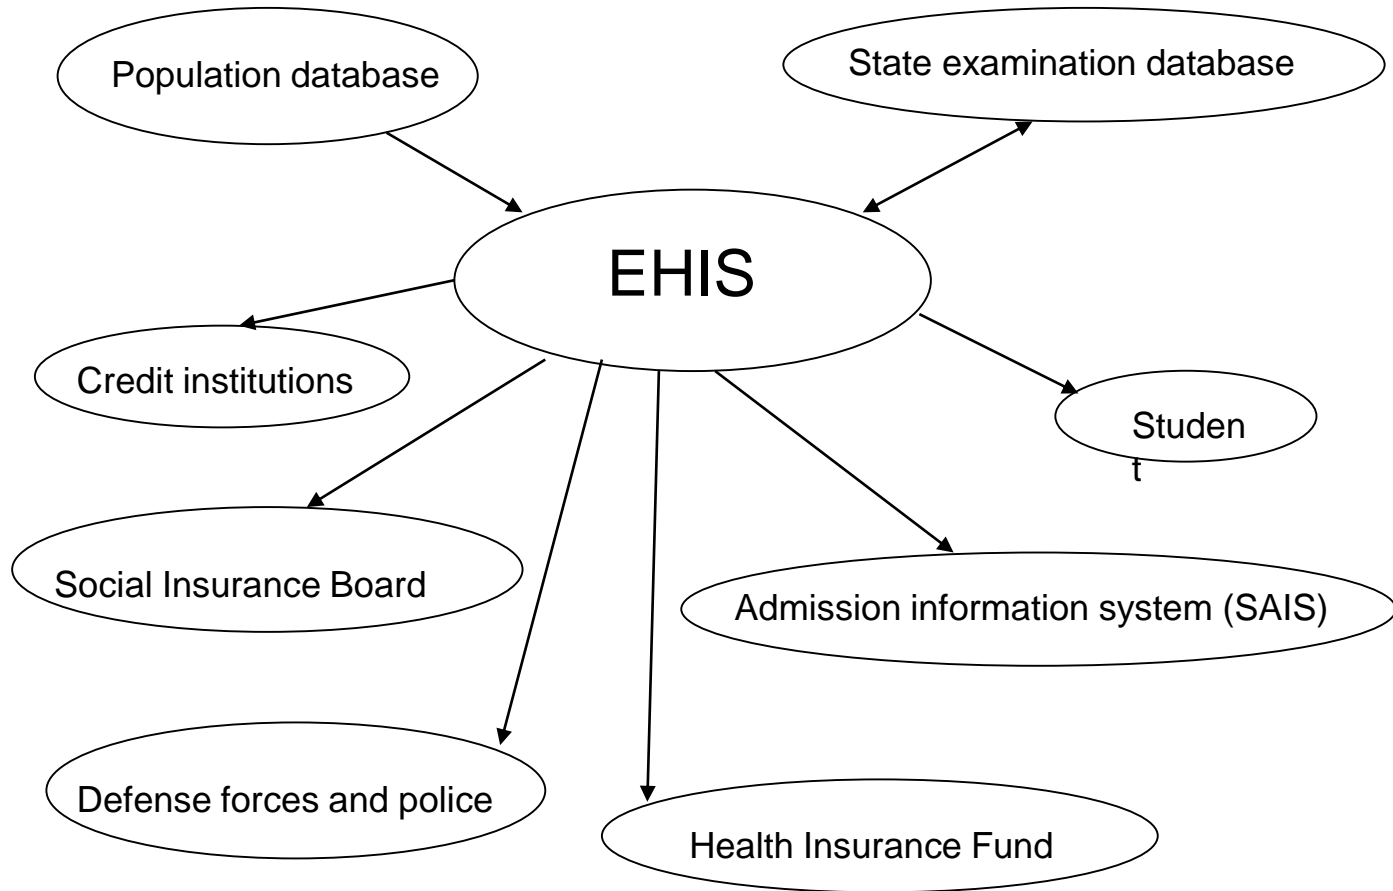 Population database
State examination database
EHIS
Credit institutions
Studen
t
Social Insurance Board
Admission information system (SAIS)
Defense forces and police
Health Insurance Fund